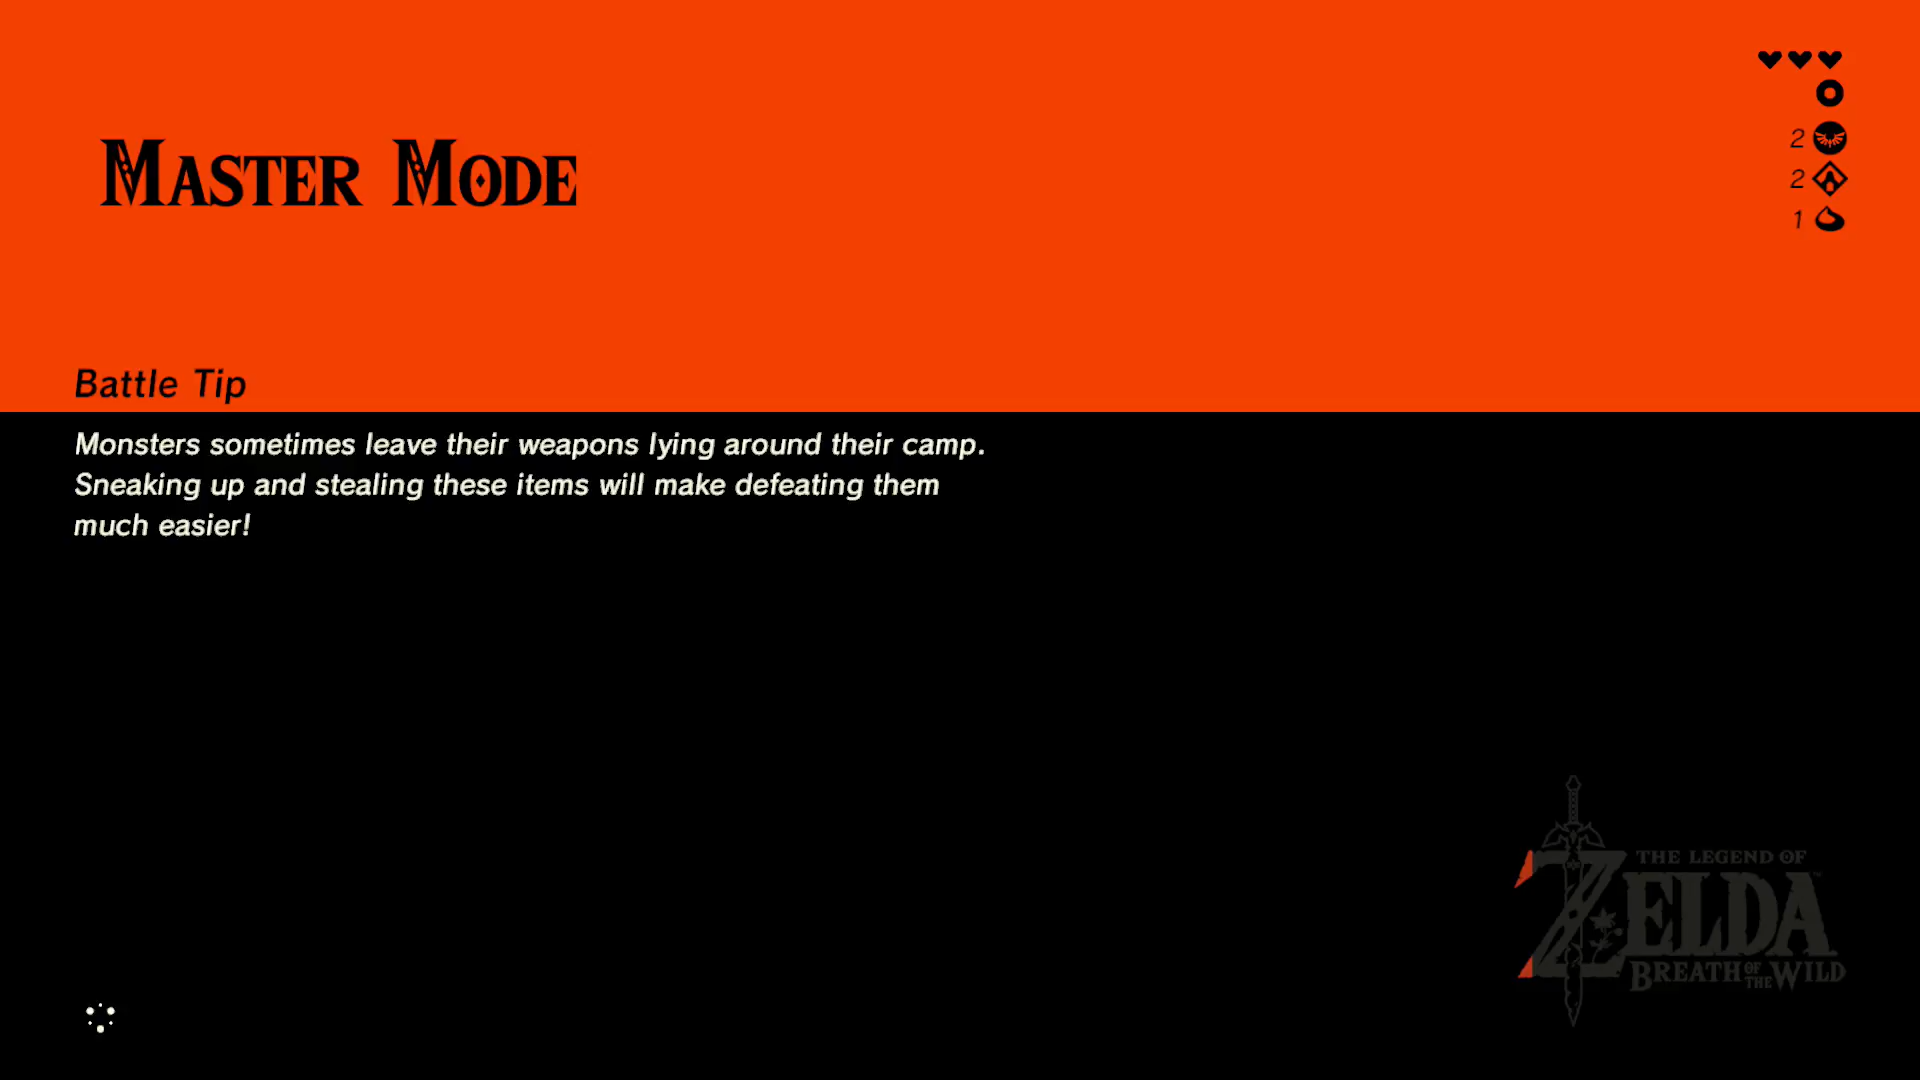 Master Mode
2
2
1
Battle Tip
Monsters sometimes leave their weapons lying around their camp.
Sneaking up and stealing these items will make defeating them
much easier!
THE LEGEND OF
ZELDA
BREATH OF THE WILD